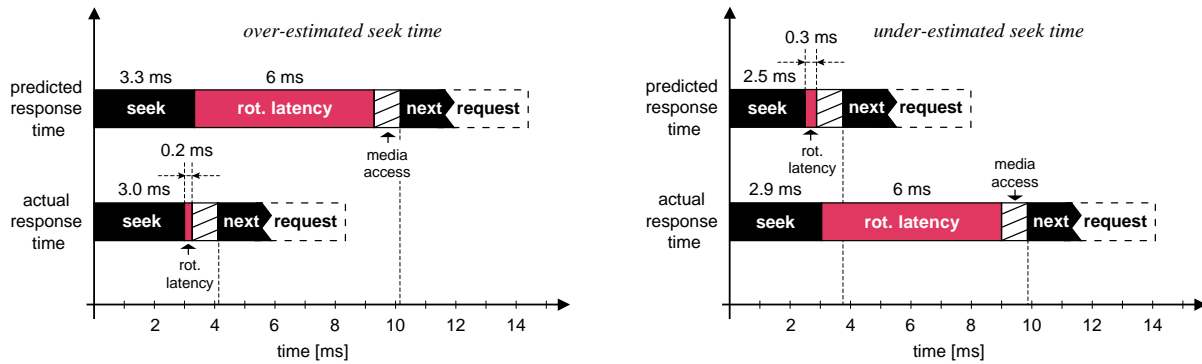 over-estimated seek time
3.3 ms
6 ms
predicted
response
time
seek
rot. latency
next
request
media
access
0.2 ms
3.0 ms
actual
response
time
seek
next
request
rot.
latency
2 4 6 8 10 12 14
time [ms]
under-estimated seek time
0.3 ms
2.5 ms
predicted
response
time
seek
next
request
rot.
latency
media
access
2.9 ms
6 ms
actual
response
time
seek
rot. latency
next
request
2 4 6 8 10 12 14
time [ms]